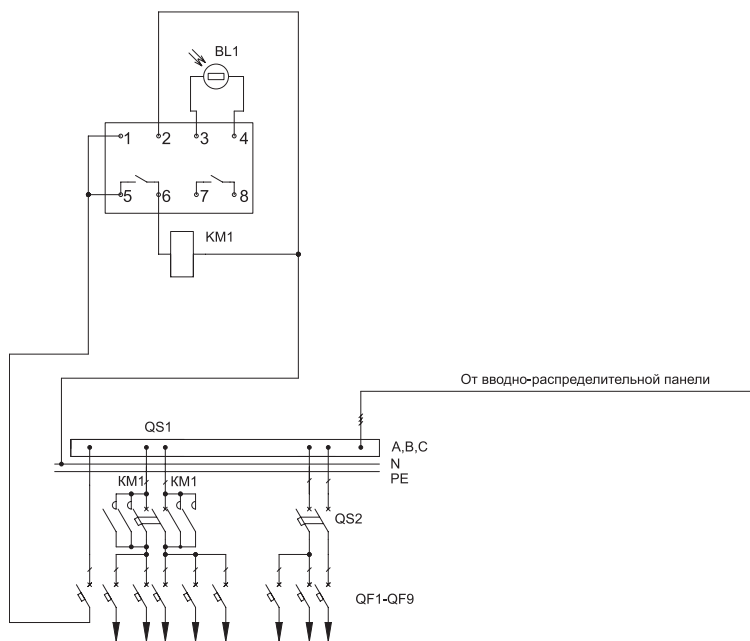 BL1
1 2 3 4
5 6 7 8
KM1
От вводно-распределительной панели
QS1
A,B,C
N
PE
KM1 KM1
QS2
QF1-QF9